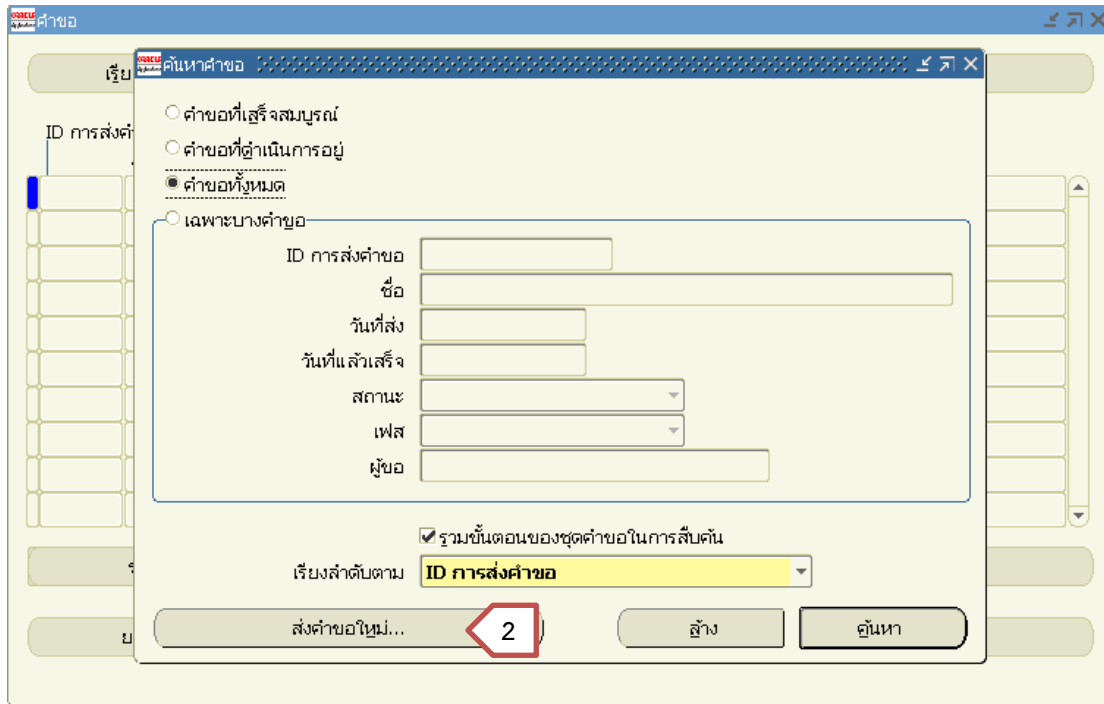 ORACLE
Applications
คำขอ
เรีย
ORACLE
Applications
ค้นหาคำขอ
คำขอที่เสร็จสมบูรณ์
ID การส่งคำ
คำขอที่ดำเนินการอยู่
คำขอทั้งหมด
เฉพาะบางคำขอ
ID การส่งคำขอ
ชื่อ
วันที่ส่ง
วันที่แล้วเสร็จ
สถานะ
เฟส
ผู้ขอ
รวมขั้นตอนของชุดคำขอในการสืบค้น
เรียงลำดับตาม ID การส่งคำขอ
ส่งคำขอใหม่... 2 ล้าง ค้นหา
ย